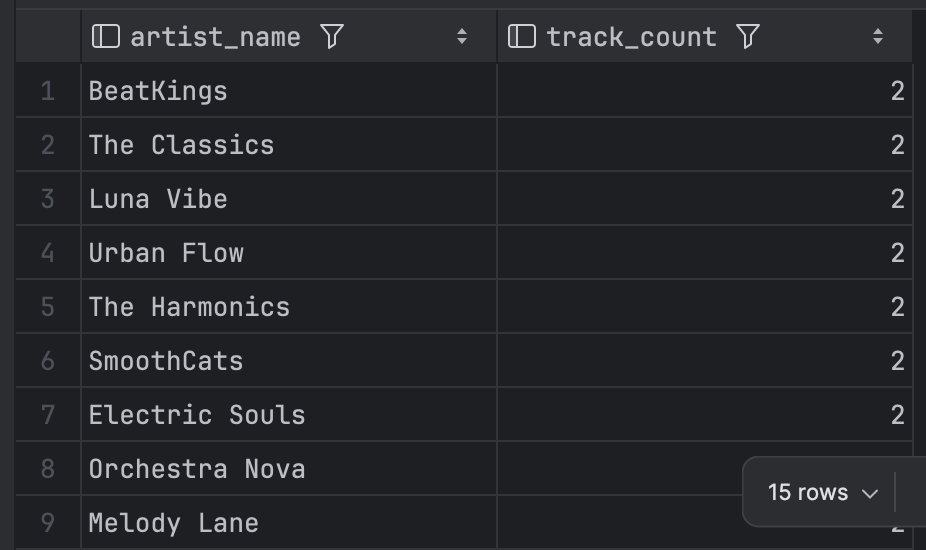 artist_name track_count
1 BeatKings 2
2 The Classics 2
3 Luna Vibe 2
4 Urban Flow 2
5 The Harmonics 2
6 SmoothCats 2
7 Electric Souls 2
8 Orchestra Nova
15 rows
9 Melody Lane 2